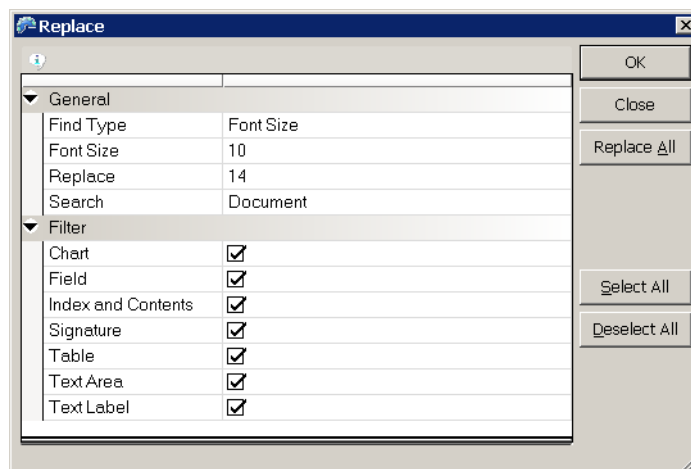 Replace
OK
General
Close
Find Type Font Size
Font Size 10
Replace All
Replace 14
Search Document
Filter
Chart
Field
Select All
Index and Contents
Signature
Deselect All
Table
Text Area
Text Label